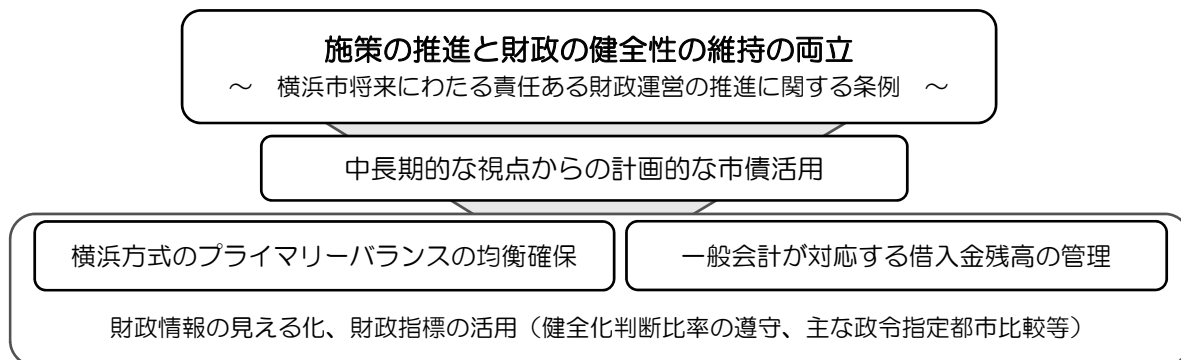 施策の推進と財政の健全性の維持の両立
～ 横浜市将来にわたる責任ある財政運営の推進に関する条例 ～
中長期的な視点からの計画的な市債活用
横浜方式のプライマリーバランスの均衡確保
一般会計が対応する借入金残高の管理
財政情報の見える化、財政指標の活用（健全化判断比率の遵守、主な政令指定都市比較等）